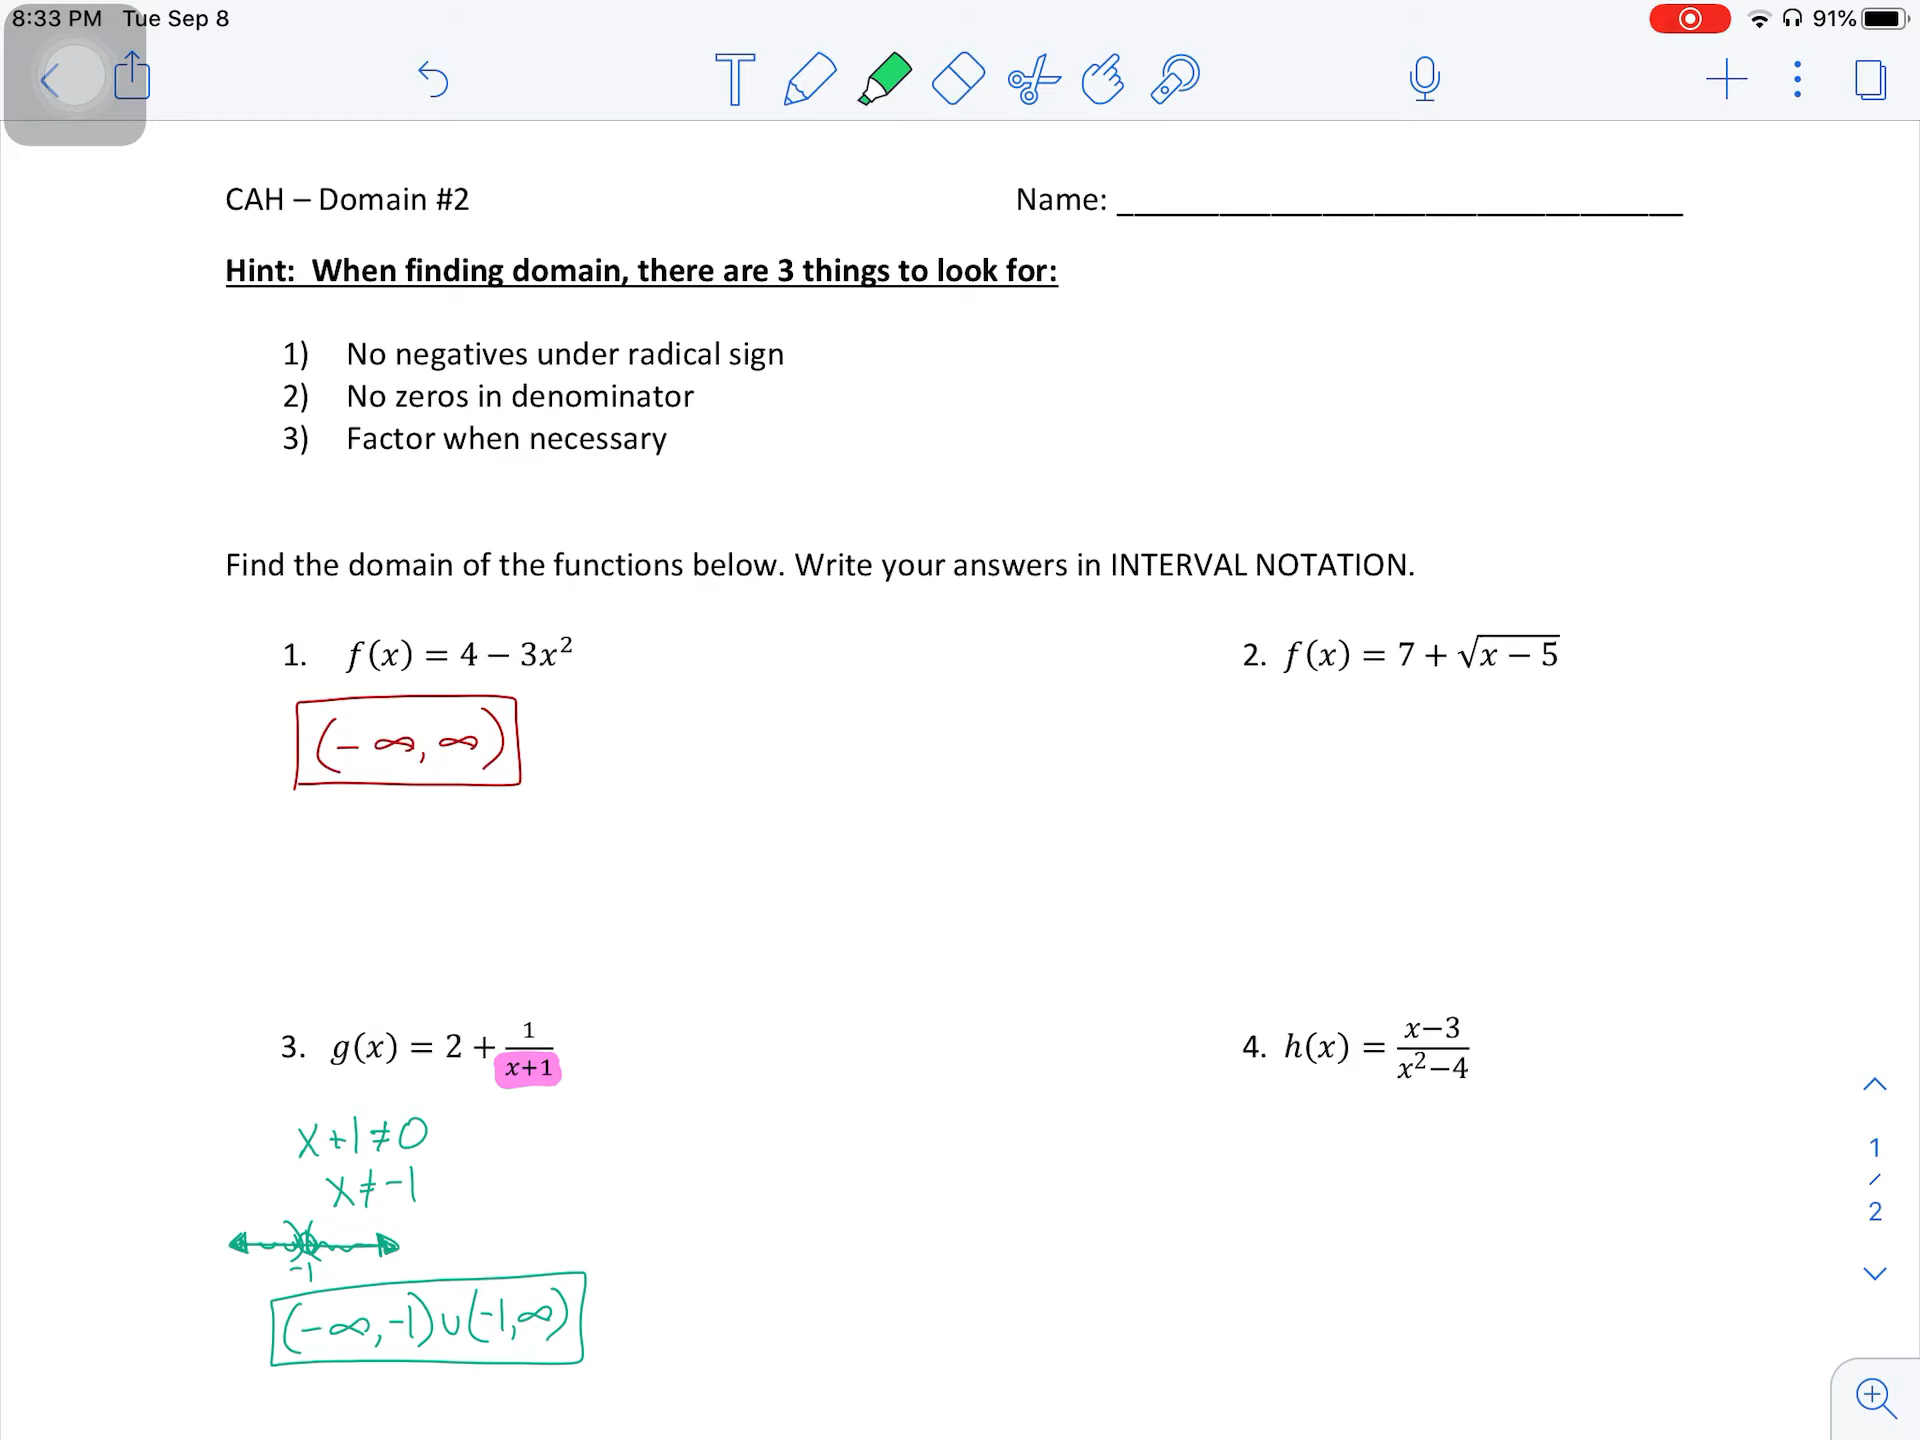 8:33 PM Tue Sep 8
91%
CAH – Domain #2 Name: ____________________
Hint: When finding domain, there are 3 things to look for:
1) No negatives under radical sign
2) No zeros in denominator
3) Factor when necessary
Find the domain of the functions below. Write your answers in INTERVAL NOTATION.
1. f(x) = 4 − 3x²
2. f(x) = 7 + √(x − 5)
(-∞, ∞)
3. g(x) = 2 + 1/(x+1)
4. h(x) = (x−3)/(x²−4)
x+1≠0
x≠-1
-1
(-∞,-1)∪(-1,∞)
1
/
2